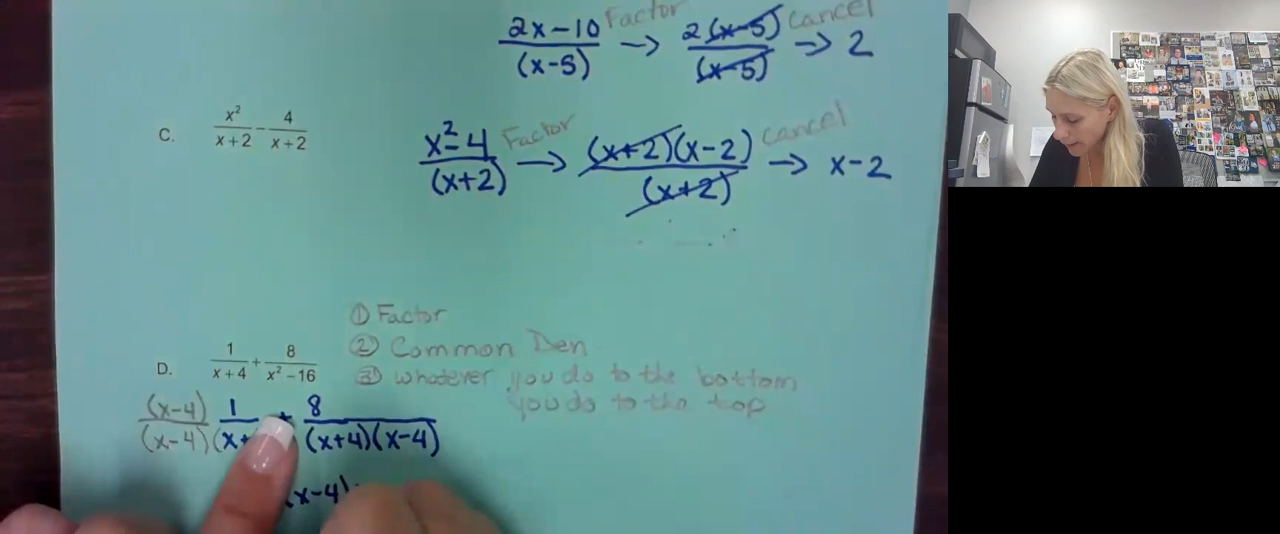 2x-10 Factor 2(x-5) Cancel
(x-5) → (x-5) → 2
C. x² 4 x²-4 Factor (x+2)(x-2) Cancel
x+2 - x+2 (x+2) → (x+2) → x-2
① Factor
② Common Den
D. 1 8
x+4 + x²-16
③ whatever you do to the bottom
you do to the top
(x-4) 1 + 8
(x-4) (x+ (x+4)(x-4)
(x-4)